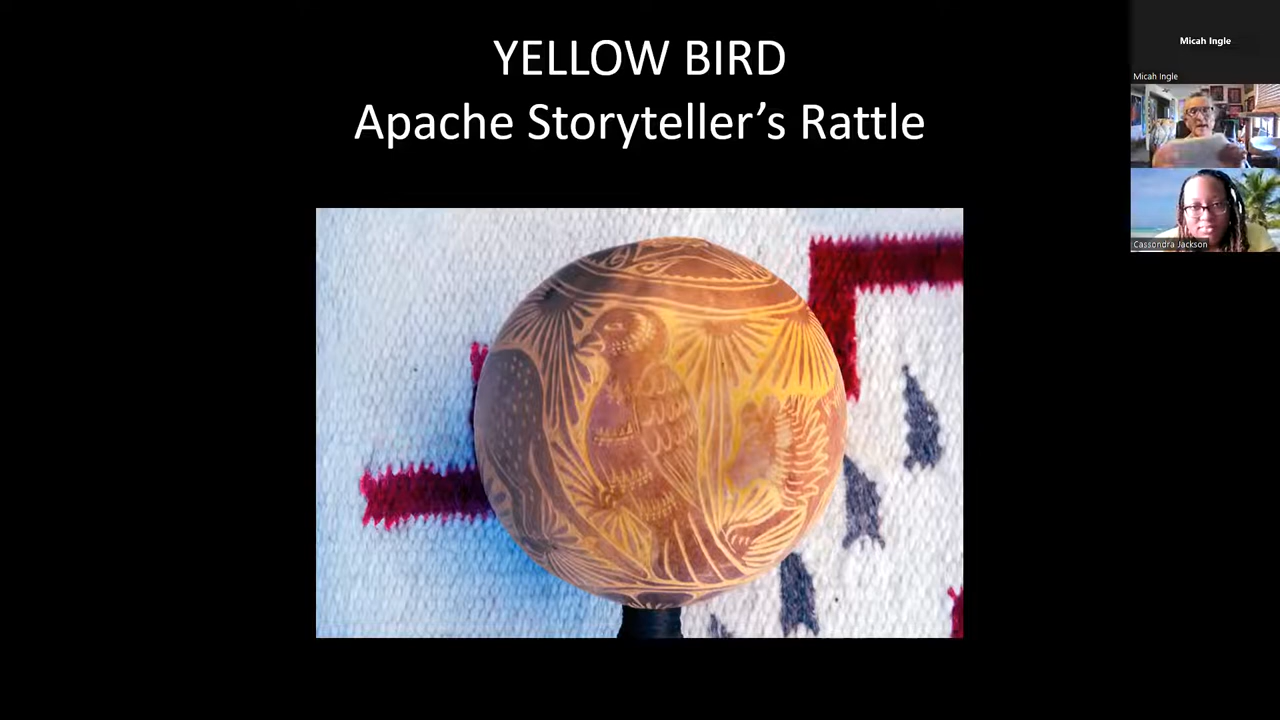 YELLOW BIRD
Apache Storyteller’s Rattle
Micah Ingle
Micah Ingle
Cassondra Jackson